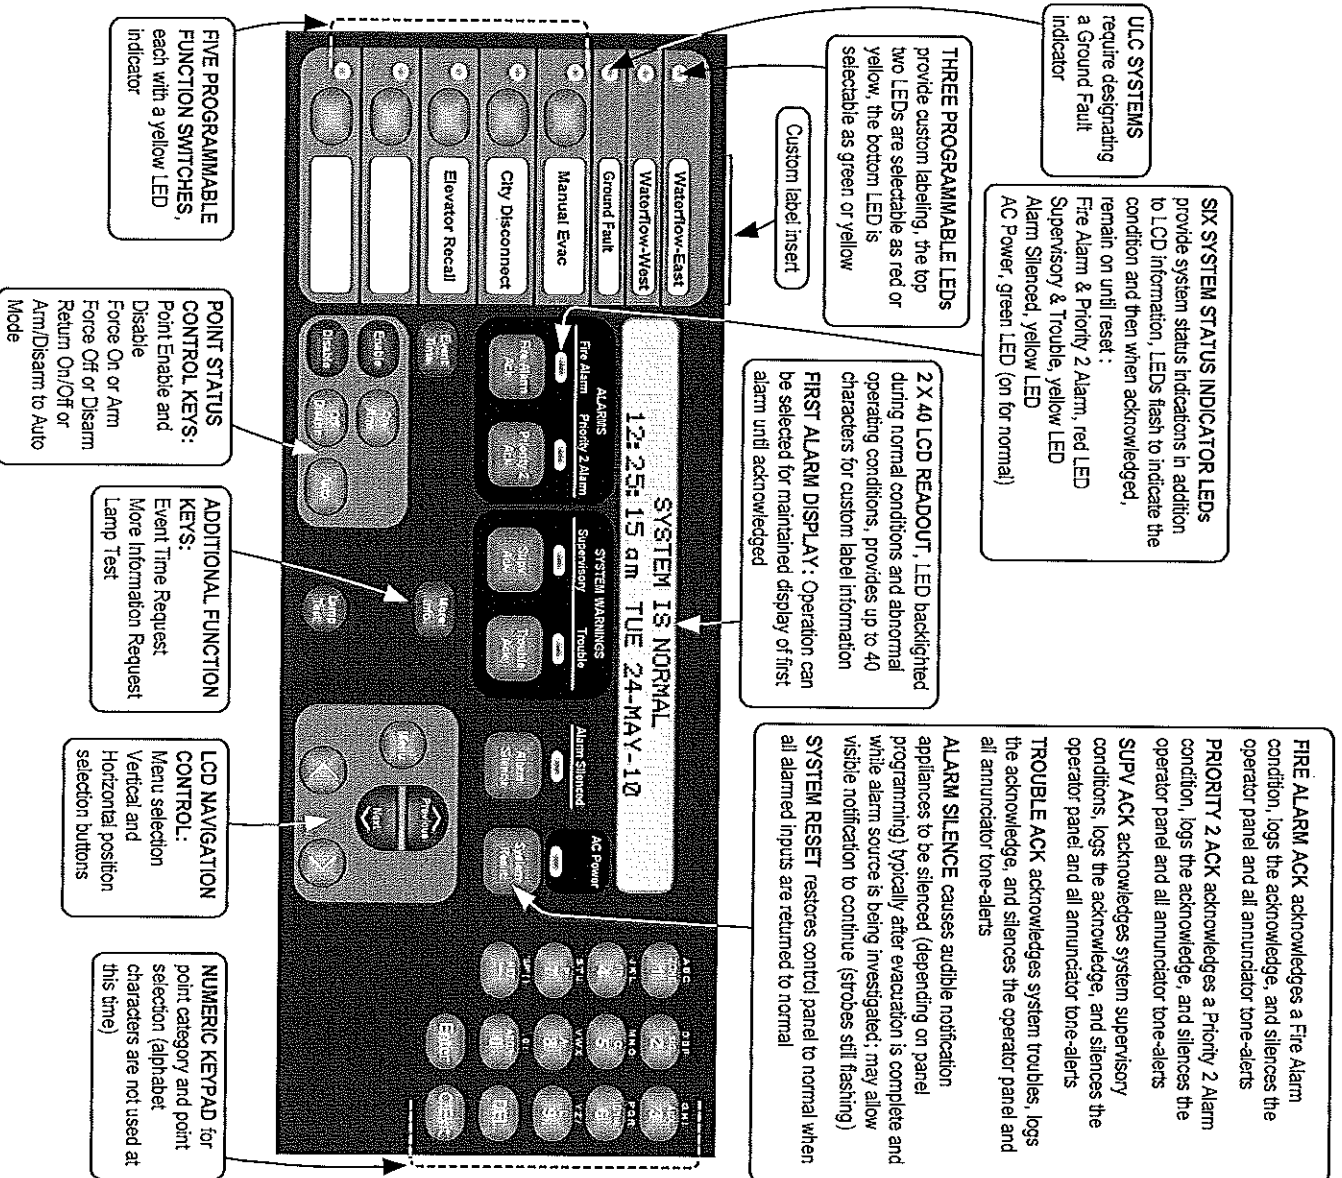 ULC SYSTEMS
require designating
a Ground Fault
indicator
THREE PROGRAMMABLE LEDs
provide custom labeling, the top
two LEDs are selectable as red or
yellow, the bottom LED is
selectable as green or yellow
Custom label insert
SIX SYSTEM STATUS INDICATOR LEDs
provide system status indications in addition
to LCD information, LEDs flash to indicate the
condition and then when acknowledged,
remain on until reset :
Fire Alarm & Priority 2 Alarm, red LED
Supervisory & Trouble, yellow LED
Alarm Silenced, yellow LED
AC Power, green LED (on for normal)
2 X 40 LCD READOUT, LED backlighted
during normal conditions and abnormal
operating conditions, provides up to 40
characters for custom label information
FIRST ALARM DISPLAY: Operation can
be selected for maintained display of first
alarm until acknowledged
FIRE ALARM ACK acknowledges a Fire Alarm
condition, logs the acknowledge, and silences the
operator panel and all annunciator tone-alerts
PRIORITY 2 ACK acknowledges a Priority 2 Alarm
condition, logs the acknowledge, and silences the
operator panel and all annunciator tone-alerts
SUPV ACK acknowledges system supervisory
conditions, logs the acknowledge, and silences the
operator panel and all annunciator tone-alerts
TROUBLE ACK acknowledges system troubles, logs
the acknowledge, and silences the operator panel and
all annunciator tone-alerts
ALARM SILENCE causes audible notification
appliances to be silenced (depending on panel
programming) typically after evacuation is complete and
while alarm source is being investigated; may allow
visible notification to continue (strobes still flashing)
SYSTEM RESET restores control panel to normal when
all alarmed inputs are returned to normal
Waterflow-East
Waterflow-West
Ground Fault
Manual Evac
City Disconnect
Elevator Recall
SYSTEM IS NORMAL
12:25:15 am TUE 24-MAY-10
ALARMS
Fire Alarm Priority 2 Alarm
SYSTEM WARNINGS
Supervisory Trouble
Alarm Silenced
AC Power
Enable
Disable
ABC DEF GHI
JKL MNO PQR
STU VWX YZ/
Enter
FIVE PROGRAMMABLE
FUNCTION SWITCHES,
each with a yellow LED
indicator
POINT STATUS
CONTROL KEYS:
Point Enable and
Disable
Force On or Arm
Force Off or Disarm
Return On/Off or
Arm/Disarm to Auto
Mode
ADDITIONAL FUNCTION
KEYS:
Event Time Request
More Information Request
Lamp Test
LCD NAVIGATION
CONTROL:
Menu selection
Vertical and
Horizontal position
selection buttons
NUMERIC KEYPAD for
point category and point
selection (alphabet
characters are not used at
this time)